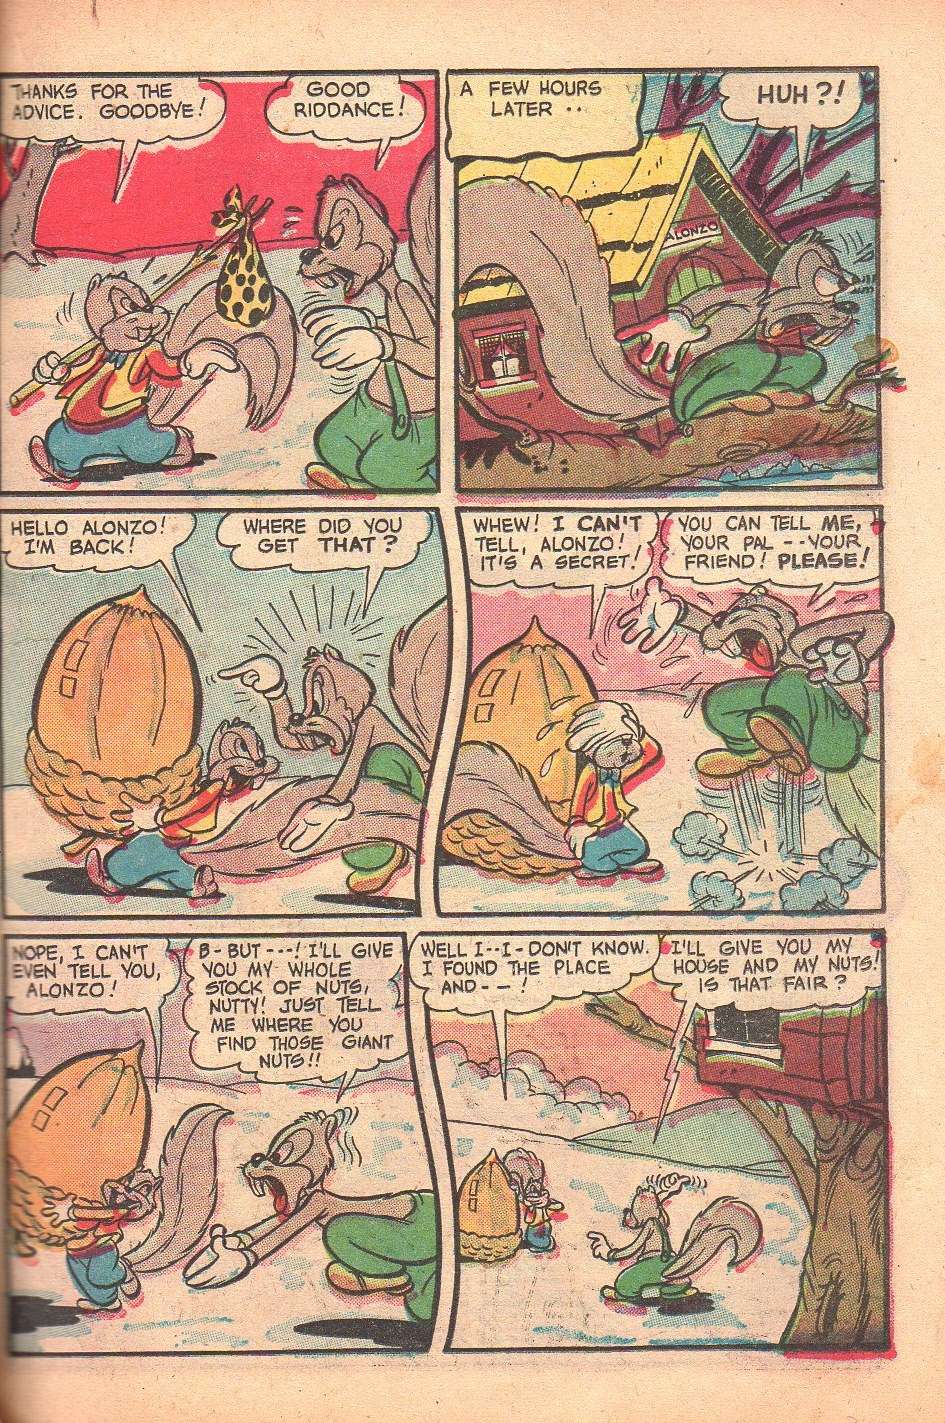 THANKS FOR THE
ADVICE. GOODBYE!
GOOD
RIDDANCE!
A FEW HOURS
LATER --
HUH?!
ALONZO
HELLO ALONZO!
I'M BACK!
WHERE DID YOU
GET THAT?
WHEW! I CAN'T
TELL, ALONZO!
IT'S A SECRET!
YOU CAN TELL ME,
YOUR PAL -- YOUR
FRIEND! PLEASE!
NOPE, I CAN'T
EVEN TELL YOU,
ALONZO!
B-BUT ---! I'LL GIVE
YOU MY WHOLE
STOCK OF NUTS,
NUTTY! JUST TELL
ME WHERE YOU
FIND THOSE GIANT
NUTS!!
WELL I--I-DON'T KNOW.
I FOUND THE PLACE
AND--!
I'LL GIVE YOU MY
HOUSE AND MY NUTS!
IS THAT FAIR?